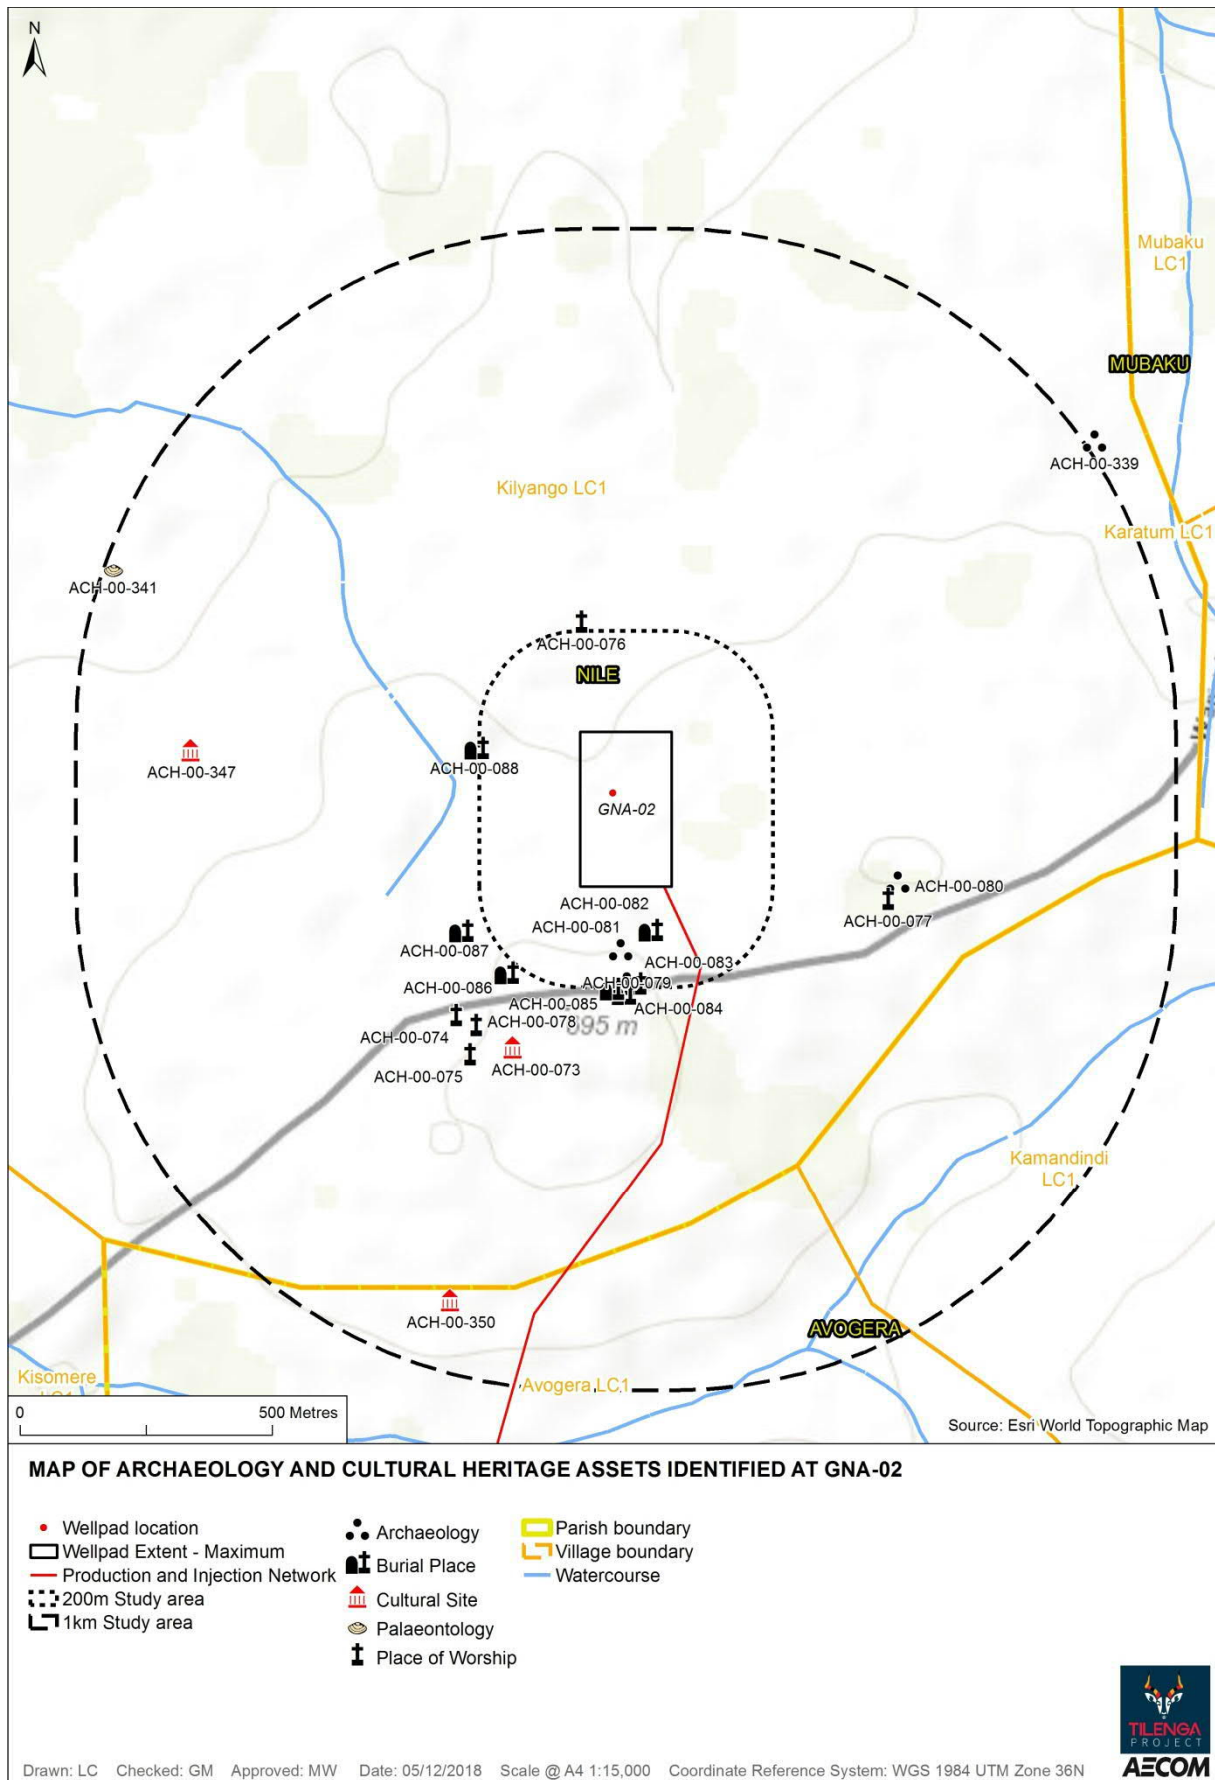 N
Mubaku
LC1
MUBAKU
ACH-00-339
Kilyango LC1
Karatum LC1
ACH-00-341
ACH-00-076
NILE
ACH-00-347
ACH-00-088
GNA-02
ACH-00-080
ACH-00-082
ACH-00-077
ACH-00-081
ACH-00-087
ACH-00-083
ACH-00-079
ACH-00-086
ACH-00-085
ACH-00-084
ACH-00-078
695 m
ACH-00-074
ACH-00-073
ACH-00-075
Kamandindi
LC1
ACH-00-350
AVOGERA
Kisomere
LC1
Avogera LC1
0 500 Metres
Source: Esri World Topographic Map
MAP OF ARCHAEOLOGY AND CULTURAL HERITAGE ASSETS IDENTIFIED AT GNA-02
Wellpad location
Wellpad Extent - Maximum
Production and Injection Network
200m Study area
1km Study area
Archaeology
Burial Place
Cultural Site
Palaeontology
Place of Worship
Parish boundary
Village boundary
Watercourse
TILENGA
PROJECT
AECOM
Drawn: LC Checked: GM Approved: MW Date: 05/12/2018 Scale @ A4 1:15,000 Coordinate Reference System: WGS 1984 UTM Zone 36N